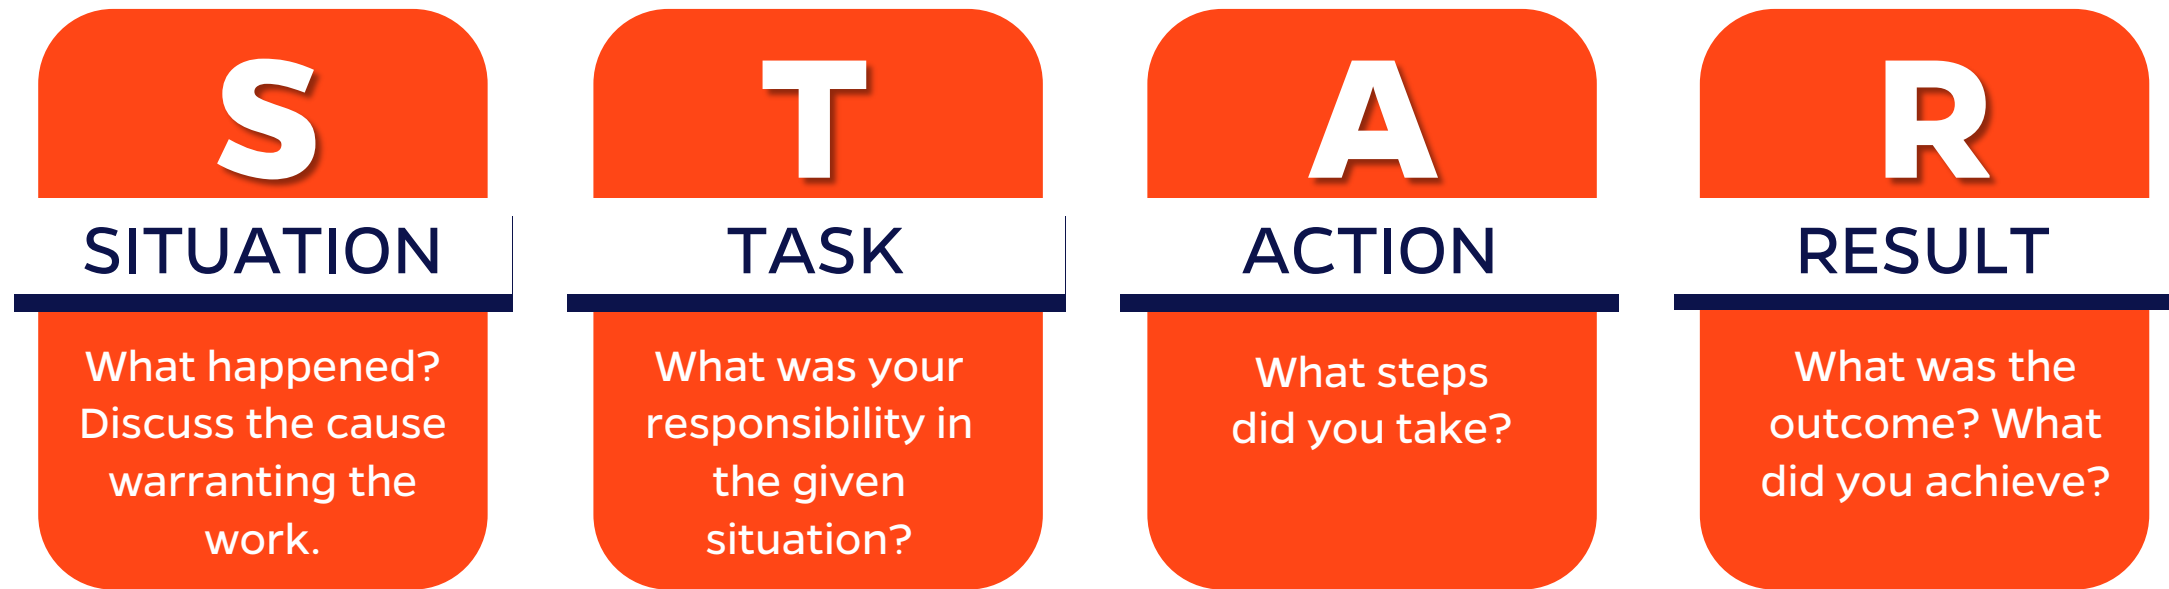 S
SITUATION
What happened?
Discuss the cause
warranting the
work.
T
TASK
What was your
responsibility in
the given
situation?
A
ACTION
What steps
did you take?
R
RESULT
What was the
outcome? What
did you achieve?